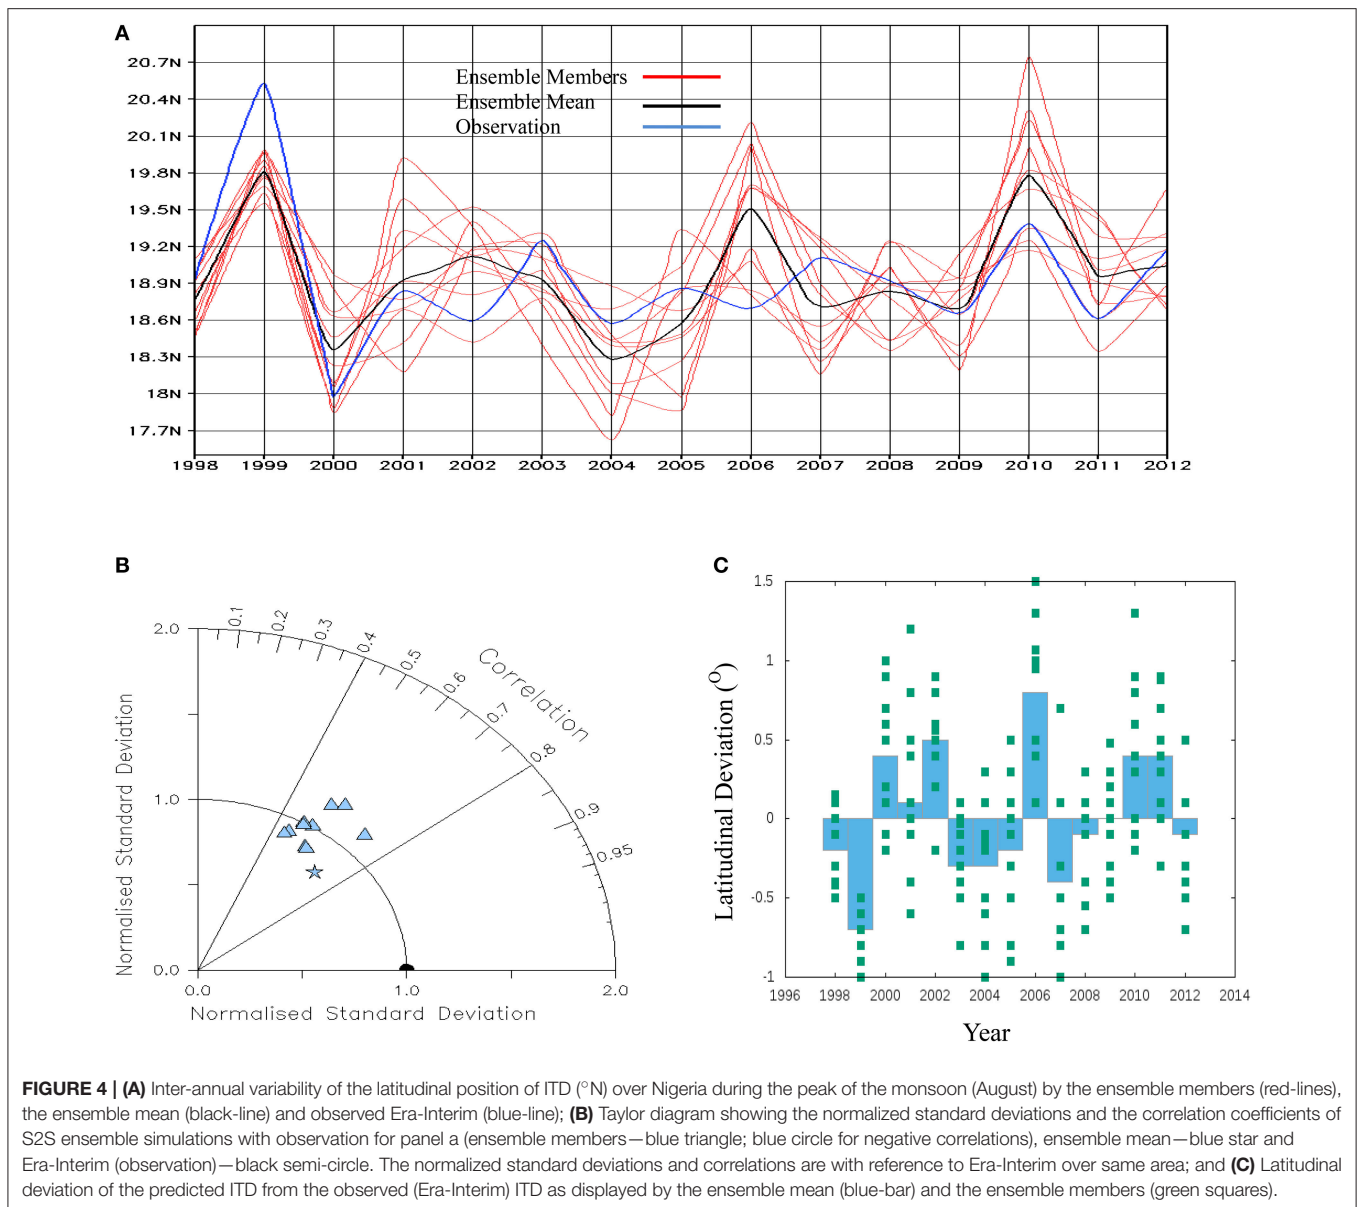 A
20.7N
20.4N
20.1N
19.8N
19.5N
19.2N
18.9N
18.6N
18.3N
18N
17.7N
Ensemble Members
Ensemble Mean
Observation
1998 1999 2000 2001 2002 2003 2004 2005 2006 2007 2008 2009 2010 2011 2012
B
Normalised Standard Deviation
2.0
1.0
0.0
0.1
0.2
0.3
0.4
0.5
0.6
0.7
0.8
0.9
0.95
Correlation
0.0 1.0 2.0
Normalised Standard Deviation
C
Latitudinal Deviation (O)
1.5
1
0.5
0
-0.5
-1
1996 1998 2000 2002 2004 2006 2008 2010 2012 2014
Year
FIGURE 4 | (A) Inter-annual variability of the latitudinal position of ITD (°N) over Nigeria during the peak of the monsoon (August) by the ensemble members (red-lines),
the ensemble mean (black-line) and observed Era-Interim (blue-line); (B) Taylor diagram showing the normalized standard deviations and the correlation coefficients of
S2S ensemble simulations with observation for panel a (ensemble members—blue triangle; blue circle for negative correlations), ensemble mean—blue star and
Era-Interim (observation)—black semi-circle. The normalized standard deviations and correlations are with reference to Era-Interim over same area; and (C) Latitudinal
deviation of the predicted ITD from the observed (Era-Interim) ITD as displayed by the ensemble mean (blue-bar) and the ensemble members (green squares).